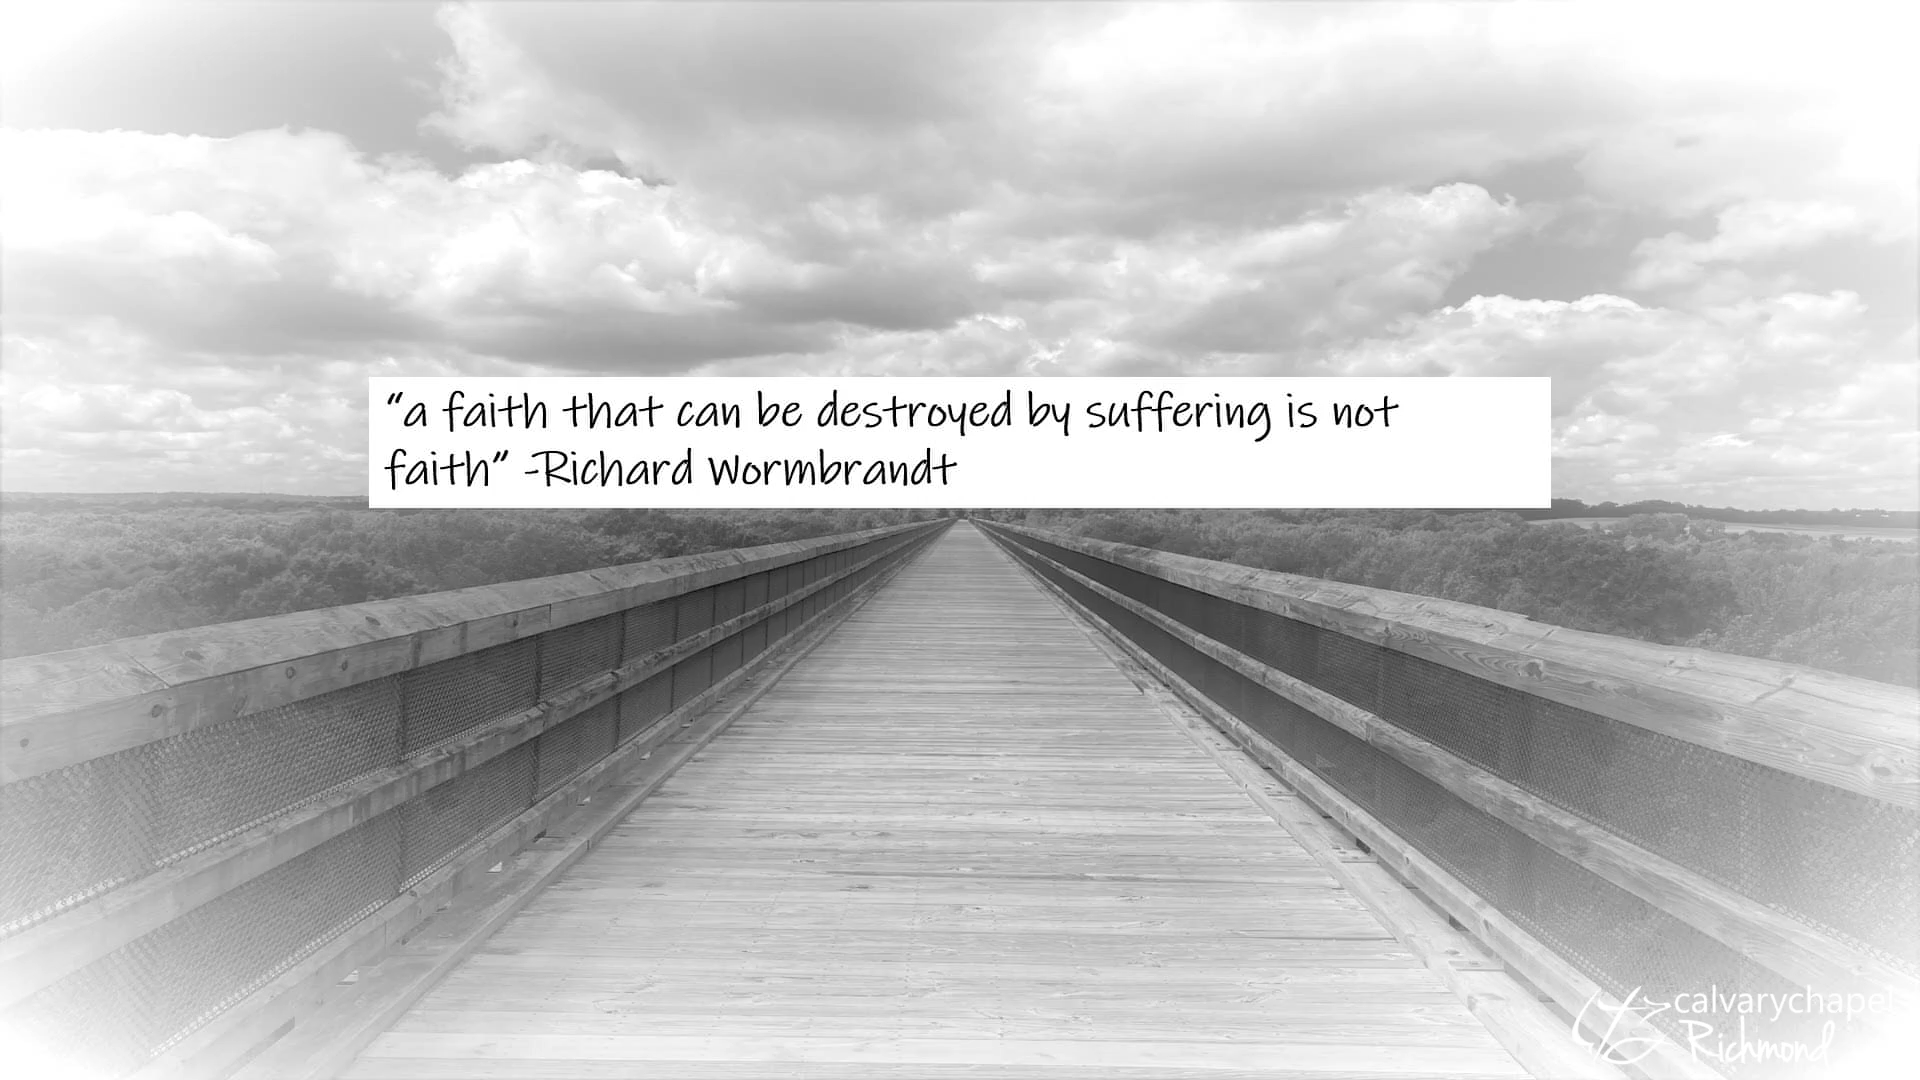 “a faith that can be destroyed by suffering is not
faith” -Richard Wormbrandt
calvarychapel
Richmond